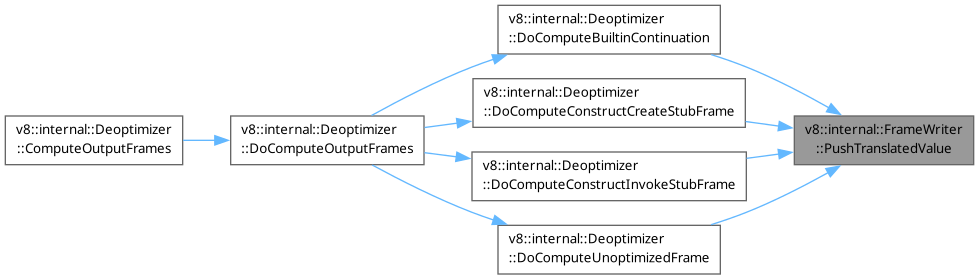 v8::internal::Deoptimizer
::ComputeOutputFrames
v8::internal::Deoptimizer
::DoComputeOutputFrames
v8::internal::Deoptimizer
::DoComputeBuiltinContinuation
v8::internal::Deoptimizer
::DoComputeConstructCreateStubFrame
v8::internal::Deoptimizer
::DoComputeConstructInvokeStubFrame
v8::internal::Deoptimizer
::DoComputeUnoptimizedFrame
v8::internal::FrameWriter
::PushTranslatedValue